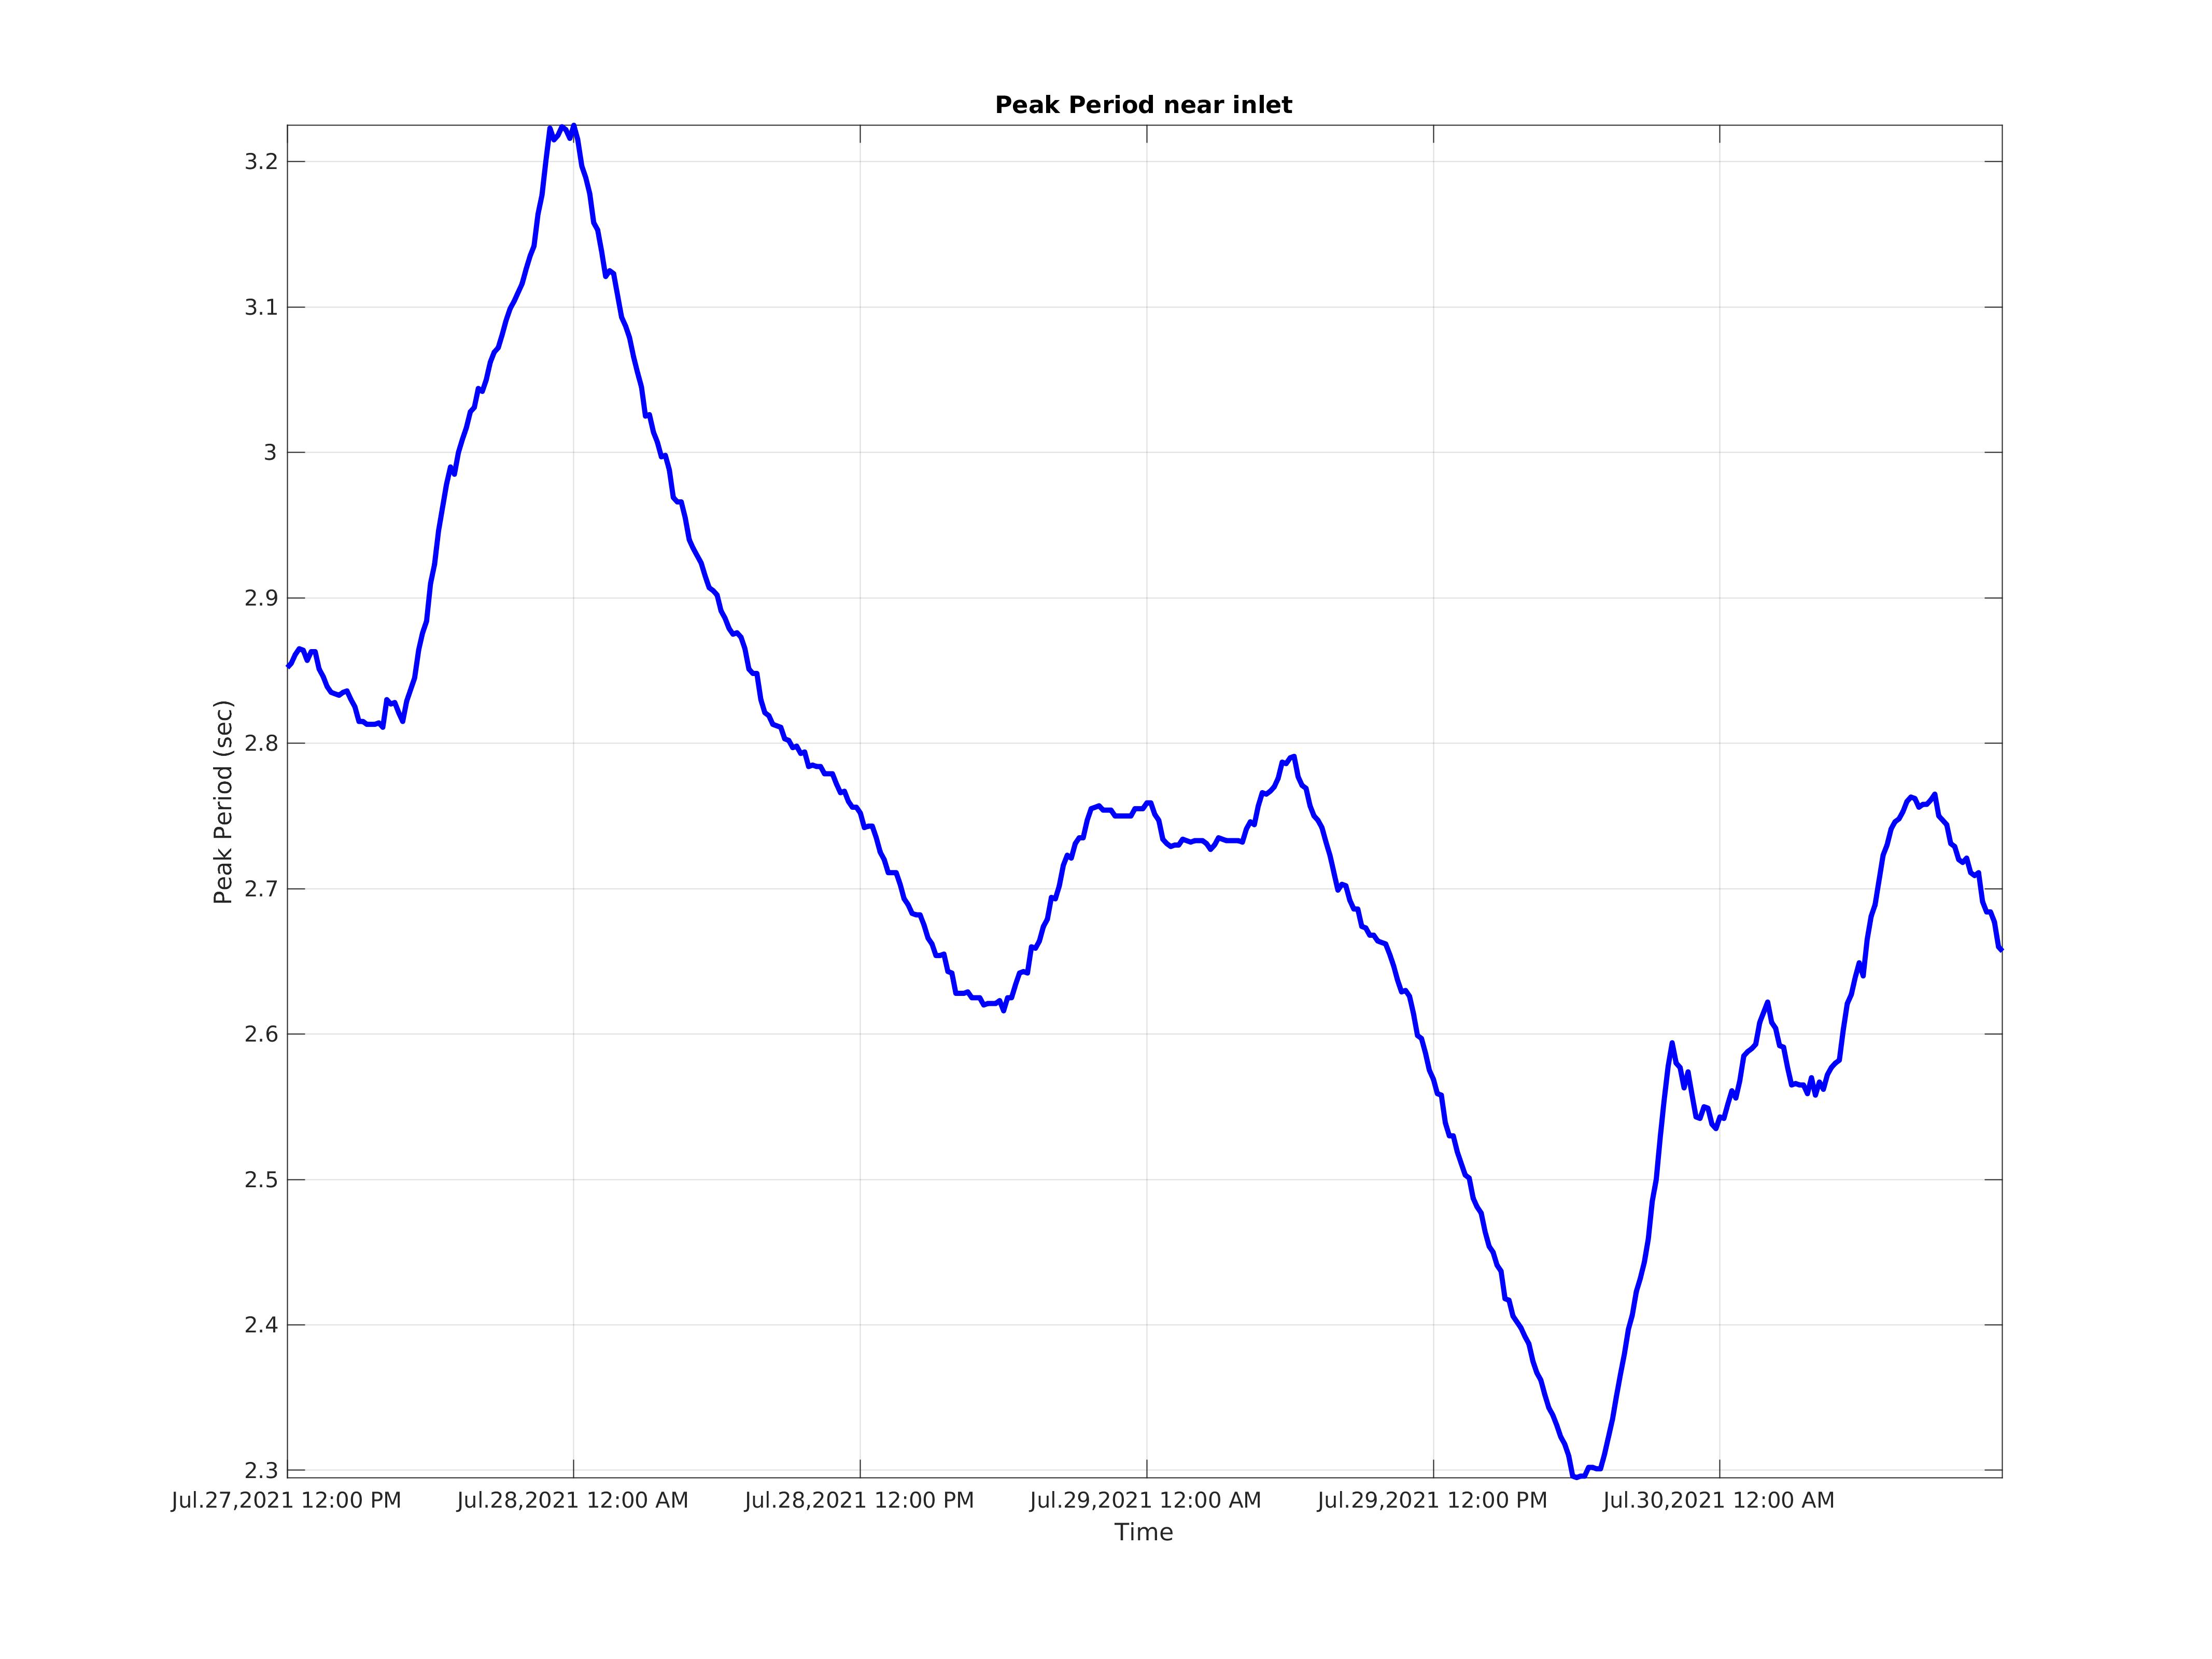 Peak Period near inlet
3.2
3.1
3
2.9
2.8
2.7
2.6
2.5
2.4
2.3
Peak Period (sec)
Jul.27,2021 12:00 PM
Jul.28,2021 12:00 AM
Jul.28,2021 12:00 PM
Jul.29,2021 12:00 AM
Jul.29,2021 12:00 PM
Jul.30,2021 12:00 AM
Time